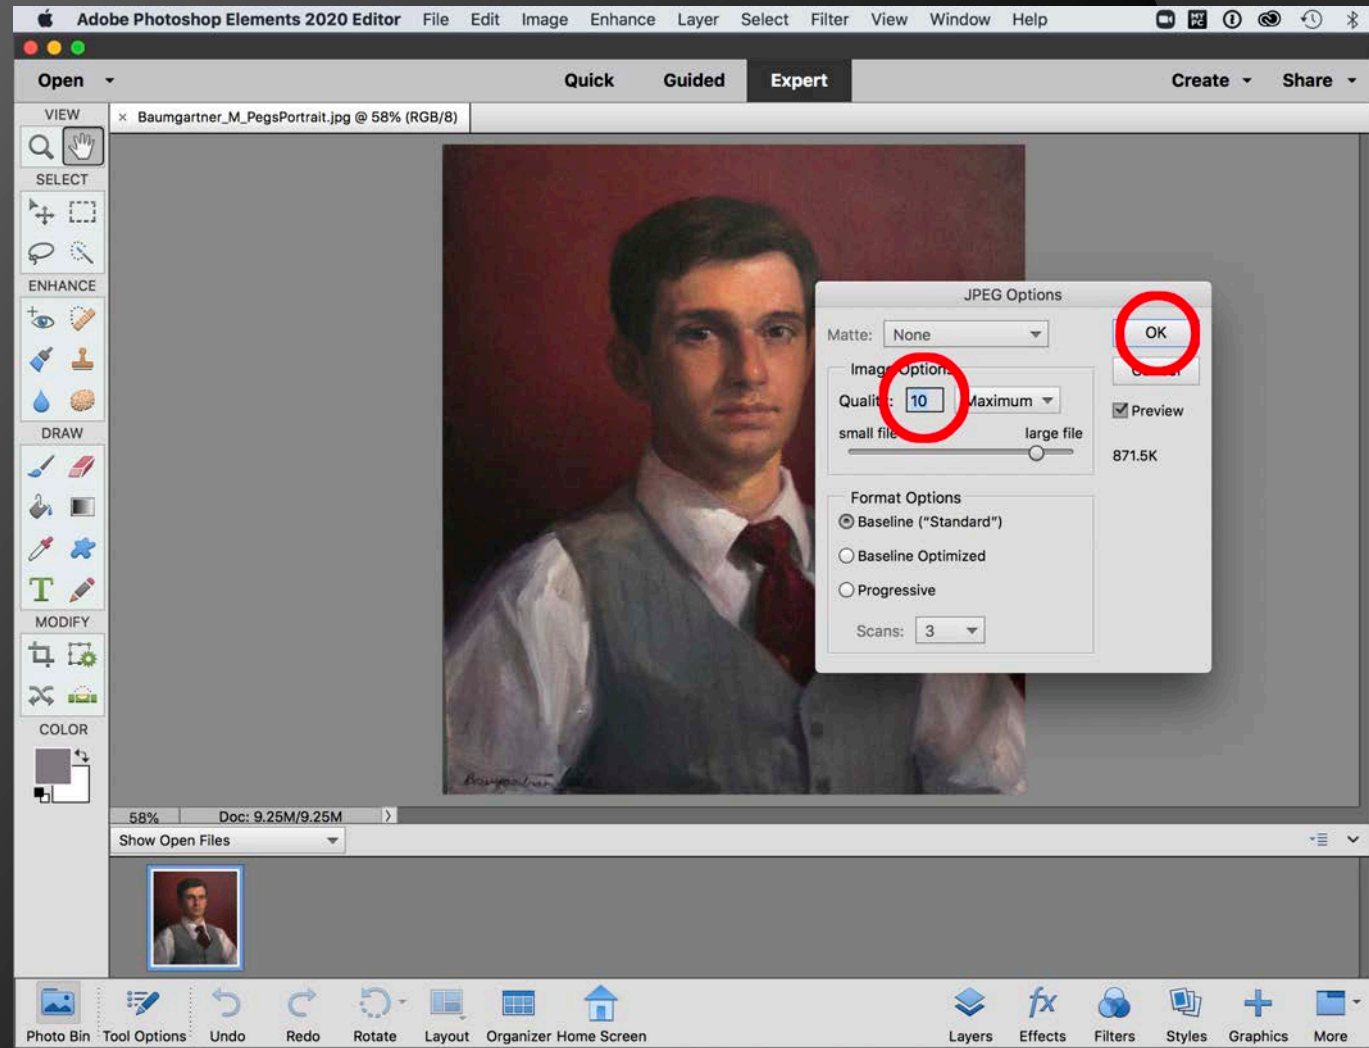 Adobe Photoshop Elements 2020 Editor File Edit Image Enhance Layer Select Filter View Window Help
Open Quick Guided Expert Create Share
VIEW
× Baumgartner_M_PegsPortrait.jpg @ 58% (RGB/8)
SELECT
ENHANCE
DRAW
T
MODIFY
COLOR
JPEG Options
Matte: None
OK
Image Options
Quality: 10 Maximum
Preview
small file large file
871.5K
Format Options
Baseline ("Standard")
Baseline Optimized
Progressive
Scans: 3
58% Doc: 9.25M/9.25M
Show Open Files
Photo Bin Tool Options Undo Redo Rotate Layout Organizer Home Screen fx Layers Effects Filters Styles Graphics More